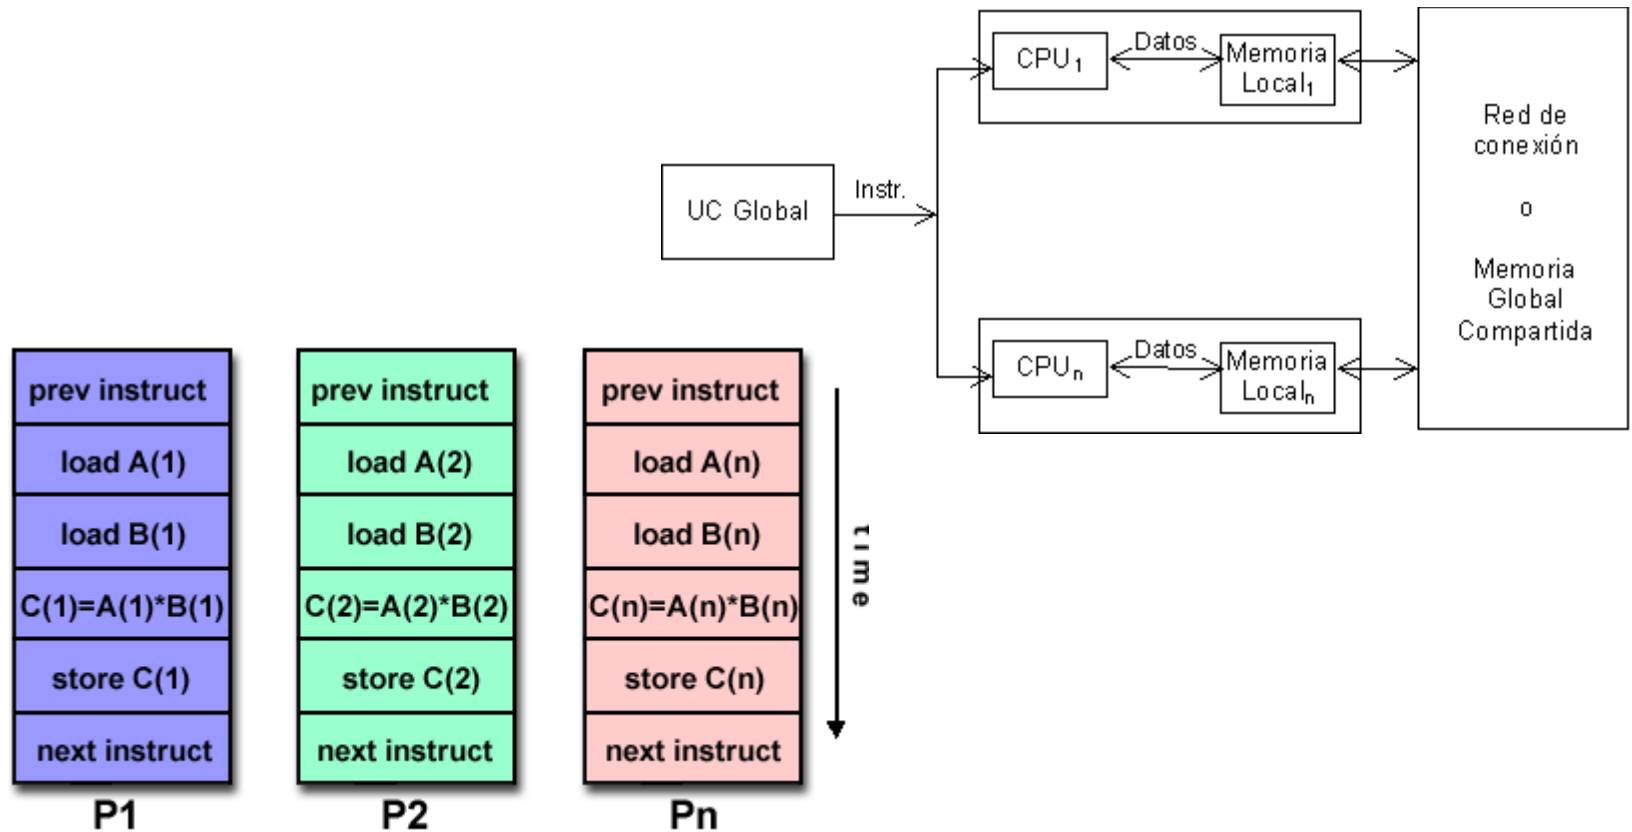 CPU1
Datos
Memoria
Local1
UC Global
Instr.
CPUn
Datos
Memoria
Localn
Red de
conexión
o
Memoria
Global
Compartida
prev instruct
load A(1)
load B(1)
C(1)=A(1)*B(1)
store C(1)
next instruct
P1
prev instruct
load A(2)
load B(2)
C(2)=A(2)*B(2)
store C(2)
next instruct
P2
prev instruct
load A(n)
load B(n)
C(n)=A(n)*B(n)
store C(n)
next instruct
Pn
time